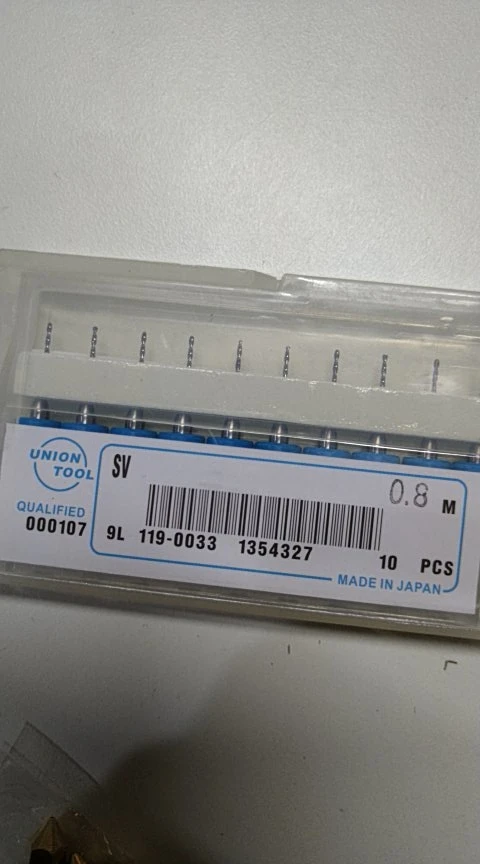 UNION
TOOL
SV
0.8 M
QUALIFIED
000107
9L 119-0033 1354327
10 PCS
MADE IN JAPAN